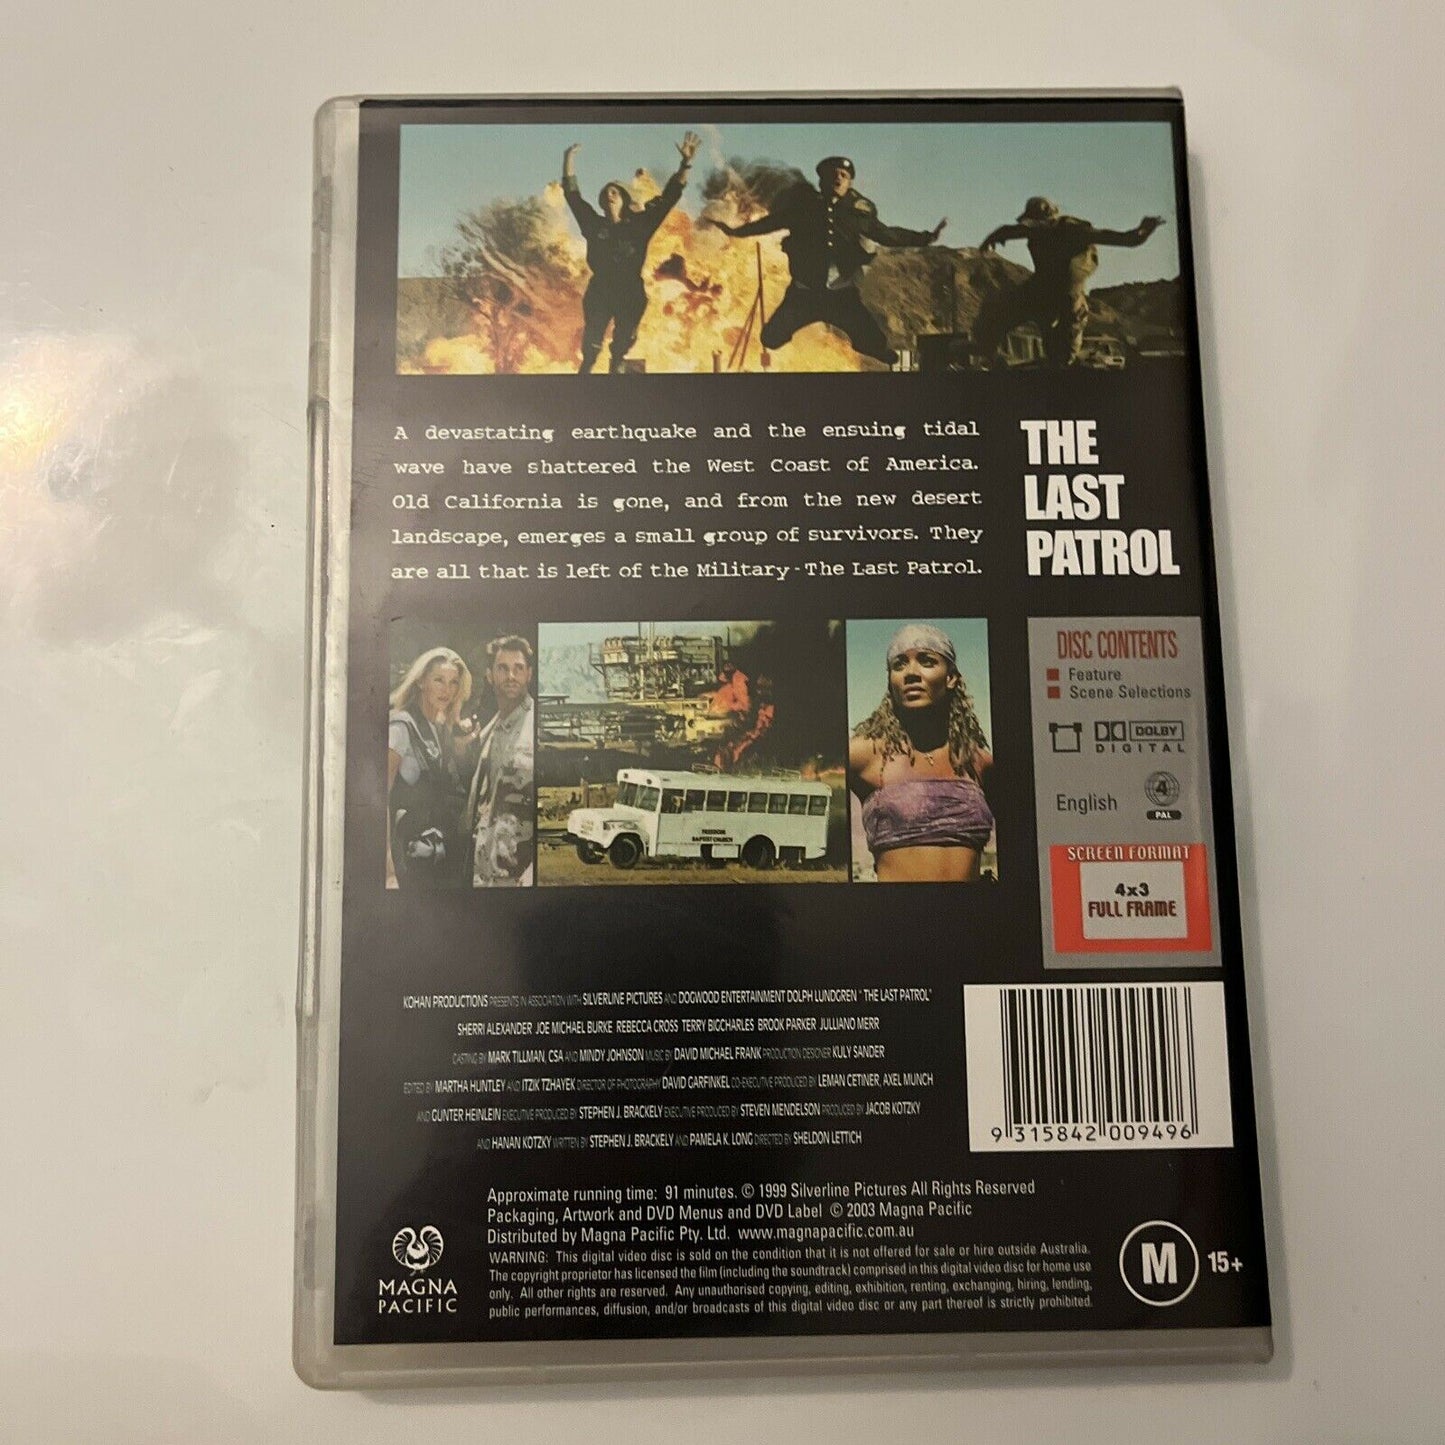 A devastating earthquake and the ensuing tidal
wave have shattered the West Coast of America.
Old California is gone, and from the new desert
landscape, emerges a small group of survivors. They
are all that is left of the Military - The Last Patrol.
THE
LAST
PATROL
FREEDOM
BAPTIST CHURCH
DISC CONTENTS
Feature
Scene Selections
DOLBY
DIGITAL
English
4
PAL
SCREEN FORMAT
4x3
FULL FRAME
KOHAN PRODUCTIONS PRESENTS IN ASSOCIATION WITH SILVERLINE PICTURES AND DOGWOOD ENTERTAINMENT DOLPH LUNDGREN "THE LAST PATROL"
SHERRI ALEXANDER JOE MICHAEL BURKE REBECCA CROSS TERRY BIGCHARLES BROOK PARKER JULLIANO MERR
CASTING BY MARK TILLMAN, CSA AND MINDY JOHNSON MUSIC BY DAVID MICHAEL FRANK PRODUCTION DESIGNER KULY SANDER
EDITED BY MARTHA HUNTLEY AND ITZIK TZHAYEK DIRECTOR OF PHOTOGRAPHY DAVID GARFINKEL CO-EXECUTIVE PRODUCED BY LEMAN CETINER, AXEL MUNCH
AND GUNTER HEINLEIN EXECUTIVE PRODUCED BY STEPHEN J. BRACKELY EXECUTIVE PRODUCED BY STEVEN MENDELSON PRODUCED BY JACOB KOTZKY
AND HANAN KOTZKY WRITTEN BY STEPHEN J. BRACKELY AND PAMELA K. LONG DIRECTED BY SHELDON LETTICH
9 315842 009496
Approximate running time: 91 minutes. © 1999 Silverline Pictures All Rights Reserved
Packaging, Artwork and DVD Menus and DVD Label © 2003 Magna Pacific
Distributed by Magna Pacific Pty. Ltd. www.magnapacific.com.au
WARNING: This digital video disc is sold on the condition that it is not offered for sale or hire outside Australia.
The copyright proprietor has licensed the film (including the soundtrack) comprised in this digital video disc for home use
only. All other rights are reserved. Any unauthorised copying, editing, exhibition, renting, exchanging, hiring, lending,
public performances, diffusion, and/or broadcasts of this digital video disc or any part thereof is strictly prohibited.
MAGNA
PACIFIC
M
15+